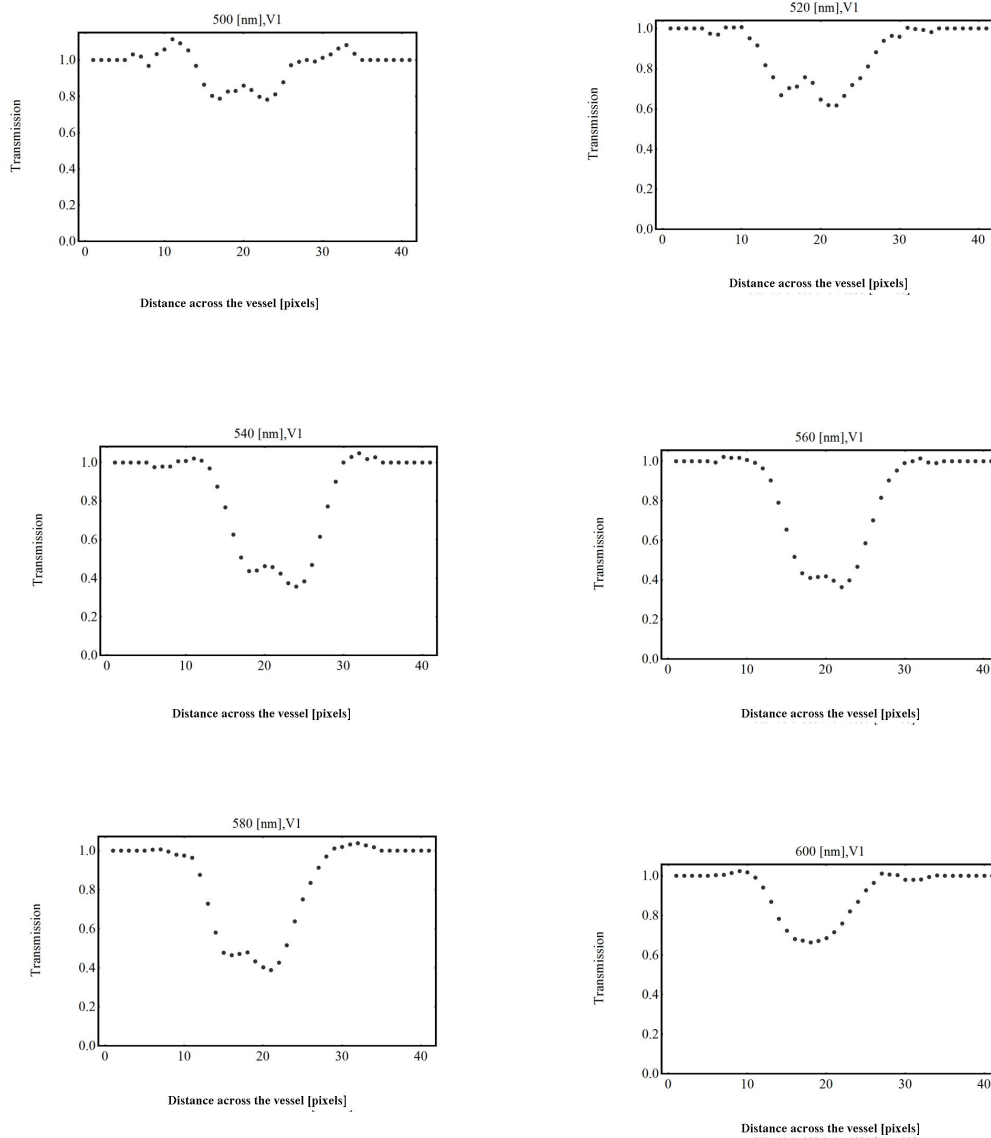 500 [nm],V1
Transmission
1.0
0.8
0.6
0.4
0.2
0.0
0 10 20 30 40
Distance across the vessel [pixels]
520 [nm],V1
Transmission
1.0
0.8
0.6
0.4
0.2
0.0
0 10 20 30 40
Distance across the vessel [pixels]
540 [nm],V1
Transmission
1.0
0.8
0.6
0.4
0.2
0.0
0 10 20 30 40
Distance across the vessel [pixels]
560 [nm],V1
Transmission
1.0
0.8
0.6
0.4
0.2
0.0
0 10 20 30 40
Distance across the vessel [pixels]
580 [nm],V1
Transmission
1.0
0.8
0.6
0.4
0.2
0.0
0 10 20 30 40
Distance across the vessel [pixels]
600 [nm],V1
Transmission
1.0
0.8
0.6
0.4
0.2
0.0
0 10 20 30 40
Distance across the vessel [pixels]